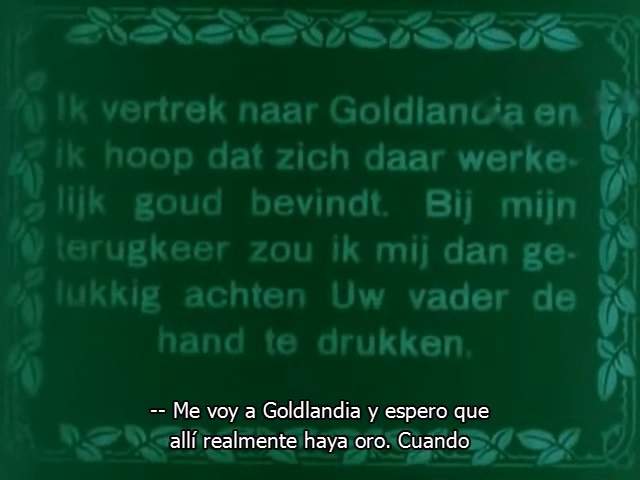 Ik vertrek naar Goldlandia en
ik hoop dat zich daar werke-
lijk goud bevindt. Bij mijn
terugkeer zou ik mij dan ge-
lukkig achten Uw vader de
hand te drukken.
-- Me voy a Goldlandia y espero que
allí realmente haya oro. Cuando